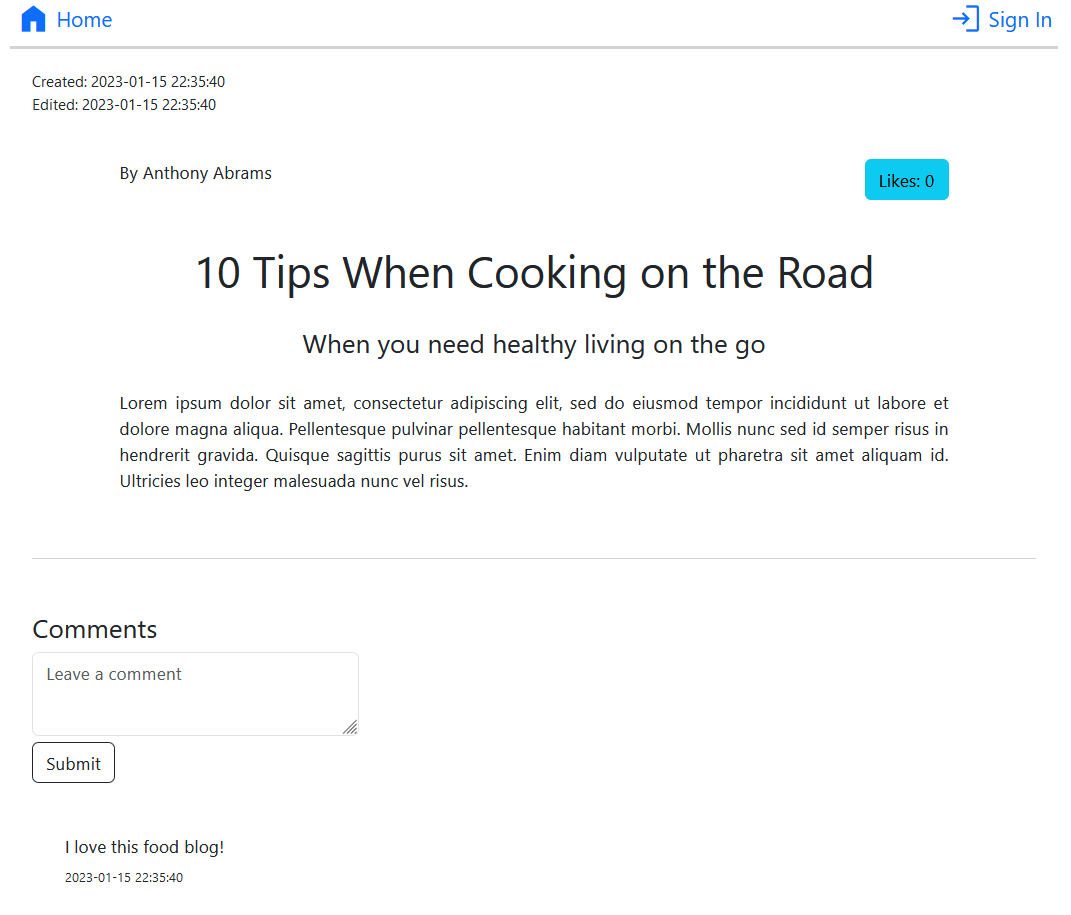 Home
Sign In
Created: 2023-01-15 22:35:40
Edited: 2023-01-15 22:35:40
By Anthony Abrams
Likes: 0
10 Tips When Cooking on the Road
When you need healthy living on the go
Lorem ipsum dolor sit amet, consectetur adipiscing elit, sed do eiusmod tempor incididunt ut labore et
dolore magna aliqua. Pellentesque pulvinar pellentesque habitant morbi. Mollis nunc sed id semper risus in
hendrerit gravida. Quisque sagittis purus sit amet. Enim diam vulputate ut pharetra sit amet aliquam id.
Ultricies leo integer malesuada nunc vel risus.
Comments
Leave a comment
Submit
I love this food blog!
2023-01-15 22:35:40